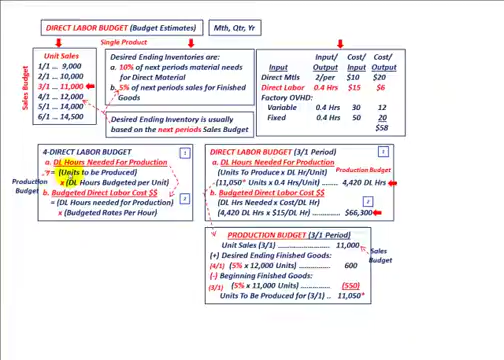 DIRECT LABOR BUDGET (Budget Estimates)
Mth, Qtr, Yr
Single Product
Sales Budget
Unit Sales
1/1 ... 9,000
2/1 ... 10,000
3/1 ... 11,000
4/1 ... 12,000
5/1 ... 14,000
6/1 ... 14,500
Desired Ending Inventories are:
a. 10% of next periods material needs
for Direct Material
b. 5% of next periods sales for Finished
Goods
Desired Ending Inventory is usually
based on the next periods Sales Budget
Input/ Cost/ Cost/
Input Output Input Output
Direct Mtls 2/per $10 $20
Direct Labor 0.4 Hrs $15 $6
Factory OVHD:
Variable 0.4 Hrs 30 12
Fixed 0.4 Hrs 50 20
$58
4-DIRECT LABOR BUDGET
1
a. DL Hours Needed For Production
= (Units to be Produced)
x (DL Hours Budgeted per Unit)
Production Budget
b. Budgeted Direct Labor Cost $$
2
= (DL Hours needed for Production)
x (Budgeted Rates Per Hour)
DIRECT LABOR BUDGET (3/1 Period)
1
a. DL Hours Needed For Production
(Units to Produce x DL Hr/Unit)
Production Budget
(11,050* Units x 0.4 Hrs/Unit) 4,420 DL Hrs
b. Budgeted Direct Labor Cost $$
(DL Hrs Needed x Cost/DL Hr)
2
(4,420 DL Hrs x $15/DL Hr) ........... $66,300
PRODUCTION BUDGET (3/1 Period)
Unit Sales (3/1) ........................ 11,000
Sales Budget
(+) Desired Ending Finished Goods:
(4/1) (5% x 12,000 Units) .................. 600
(-) Beginning Finished Goods:
(3/1) (5% x 11,000 Units) .............. (550)
Units To be Produced for (3/1) .. 11,050*